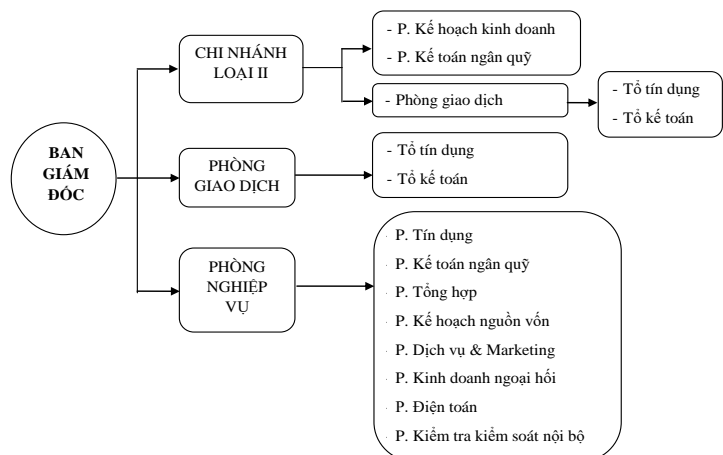 BAN
GIÁM
ĐỐC
CHI NHÁNH
LOẠI II
- P. Kế hoạch kinh doanh
- P. Kế toán ngân quỹ
- Phòng giao dịch
- Tổ tín dụng
- Tổ kế toán
PHÒNG
GIAO DỊCH
- Tổ tín dụng
- Tổ kế toán
PHÒNG
NGHIỆP
VỤ
P. Tín dụng
P. Kế toán ngân quỹ
P. Tổng hợp
P. Kế hoạch nguồn vốn
P. Dịch vụ & Marketing
P. Kinh doanh ngoại hối
P. Điện toán
P. Kiểm tra kiểm soát nội bộ